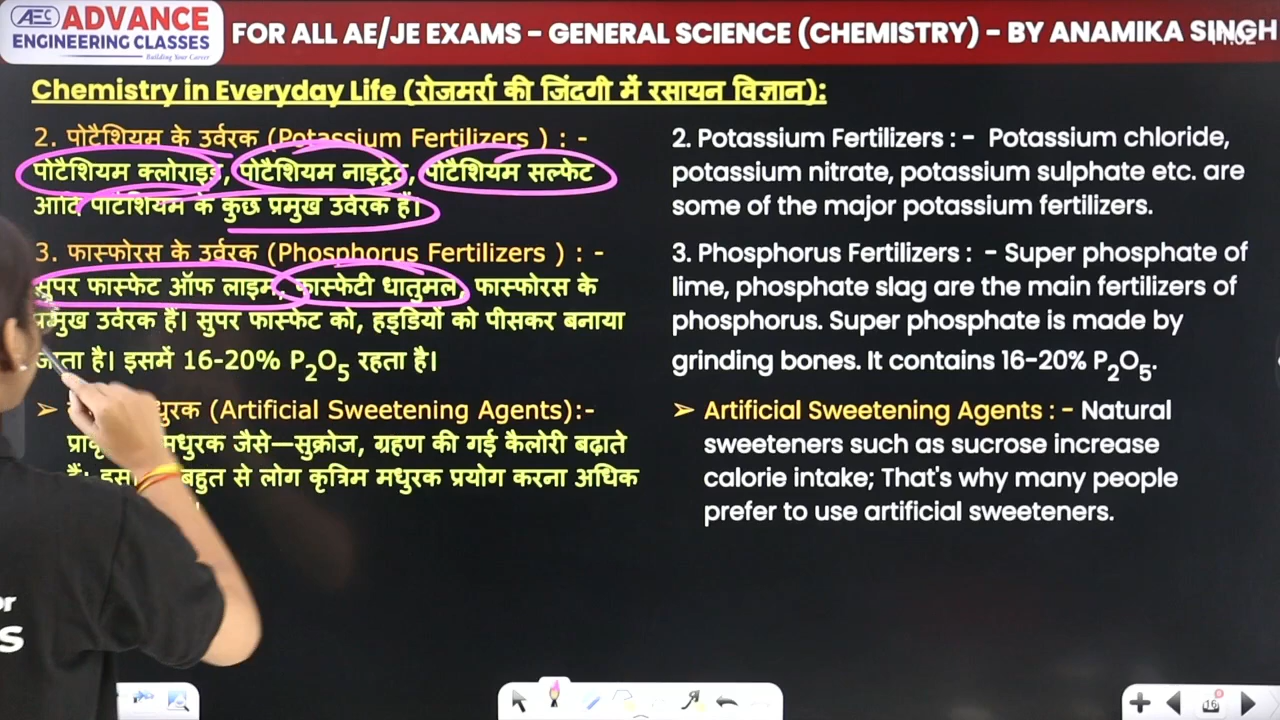 AEC ADVANCE
ENGINEERING CLASSES
Building Your Career
FOR ALL AE/JE EXAMS - GENERAL SCIENCE (CHEMISTRY) - BY ANAMIKA SINGH
Chemistry in Everyday Life (रोजमर्रा की जिंदगी में रसायन विज्ञान):
2. पोटैशियम के उर्वरक (Potassium Fertilizers ) : -
पोटैशियम क्लोराइड, पोटैशियम नाइट्रेट, पोटैशियम सल्फेट
आदि पोटैशियम के कुछ प्रमुख उर्वरक हैं।
3. फास्फोरस के उर्वरक (Phosphorus Fertilizers ) : -
सुपर फास्फेट ऑफ लाइम, फास्फेटी धातुमल, फास्फोरस के
प्रमुख उर्वरक हैं। सुपर फास्फेट को, हड्डियों को पीसकर बनाया
जाता है। इसमें 16-20% P2O5 रहता है।
➢ (Artificial Sweetening Agents):-
जैसे—सुक्रोज, ग्रहण की गई कैलोरी बढ़ाते
बहुत से लोग कृत्रिम मधुरक प्रयोग करना अधिक
2. Potassium Fertilizers : - Potassium chloride,
potassium nitrate, potassium sulphate etc. are
some of the major potassium fertilizers.
3. Phosphorus Fertilizers : - Super phosphate of
lime, phosphate slag are the main fertilizers of
phosphorus. Super phosphate is made by
grinding bones. It contains 16-20% P2O5.
➢ Artificial Sweetening Agents : - Natural
sweeteners such as sucrose increase
calorie intake; That's why many people
prefer to use artificial sweeteners.
or
S
16